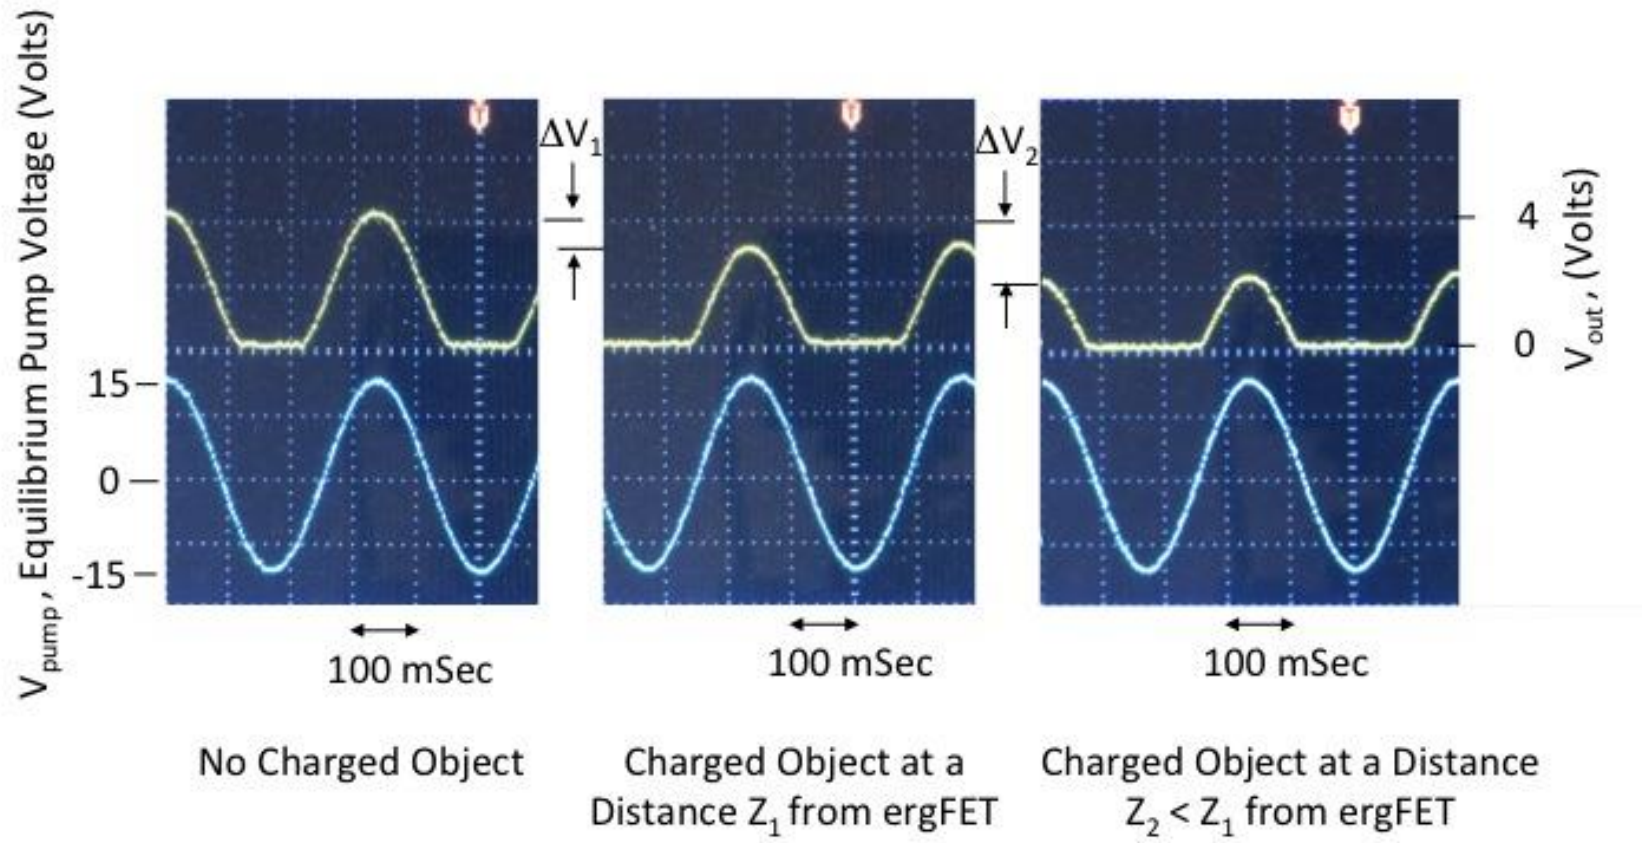 V_pump, Equilibrium Pump Voltage (Volts)
15
0
-15
T
ΔV₁
T
ΔV₂
T
4
0
V_out, (Volts)
100 mSec
100 mSec
100 mSec
No Charged Object
Charged Object at a
Distance Z₁ from ergFET
Charged Object at a Distance
Z₂ < Z₁ from ergFET